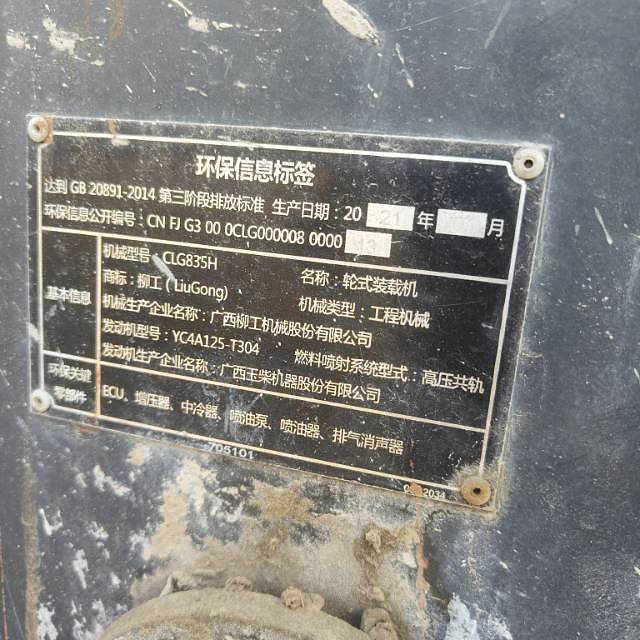 环保信息标签
达到 GB 20891-2014 第三阶段排放标准 生产日期：20 21 年 月
环保信息公开编号：CN FJ G3 00 0CLG000008 0000
基本信息
机械型号：CLG835H 名称：轮式装载机
商标：柳工（LiuGong） 机械类型：工程机械
机械生产企业名称：广西柳工机械股份有限公司
发动机型号：YC4A125-T304 燃料喷射系统型式：高压共轨
发动机生产企业名称：广西玉柴机器股份有限公司
环保关键
零部件
ECU、增压器、中冷器、喷油泵、喷油器、排气消声器
705101